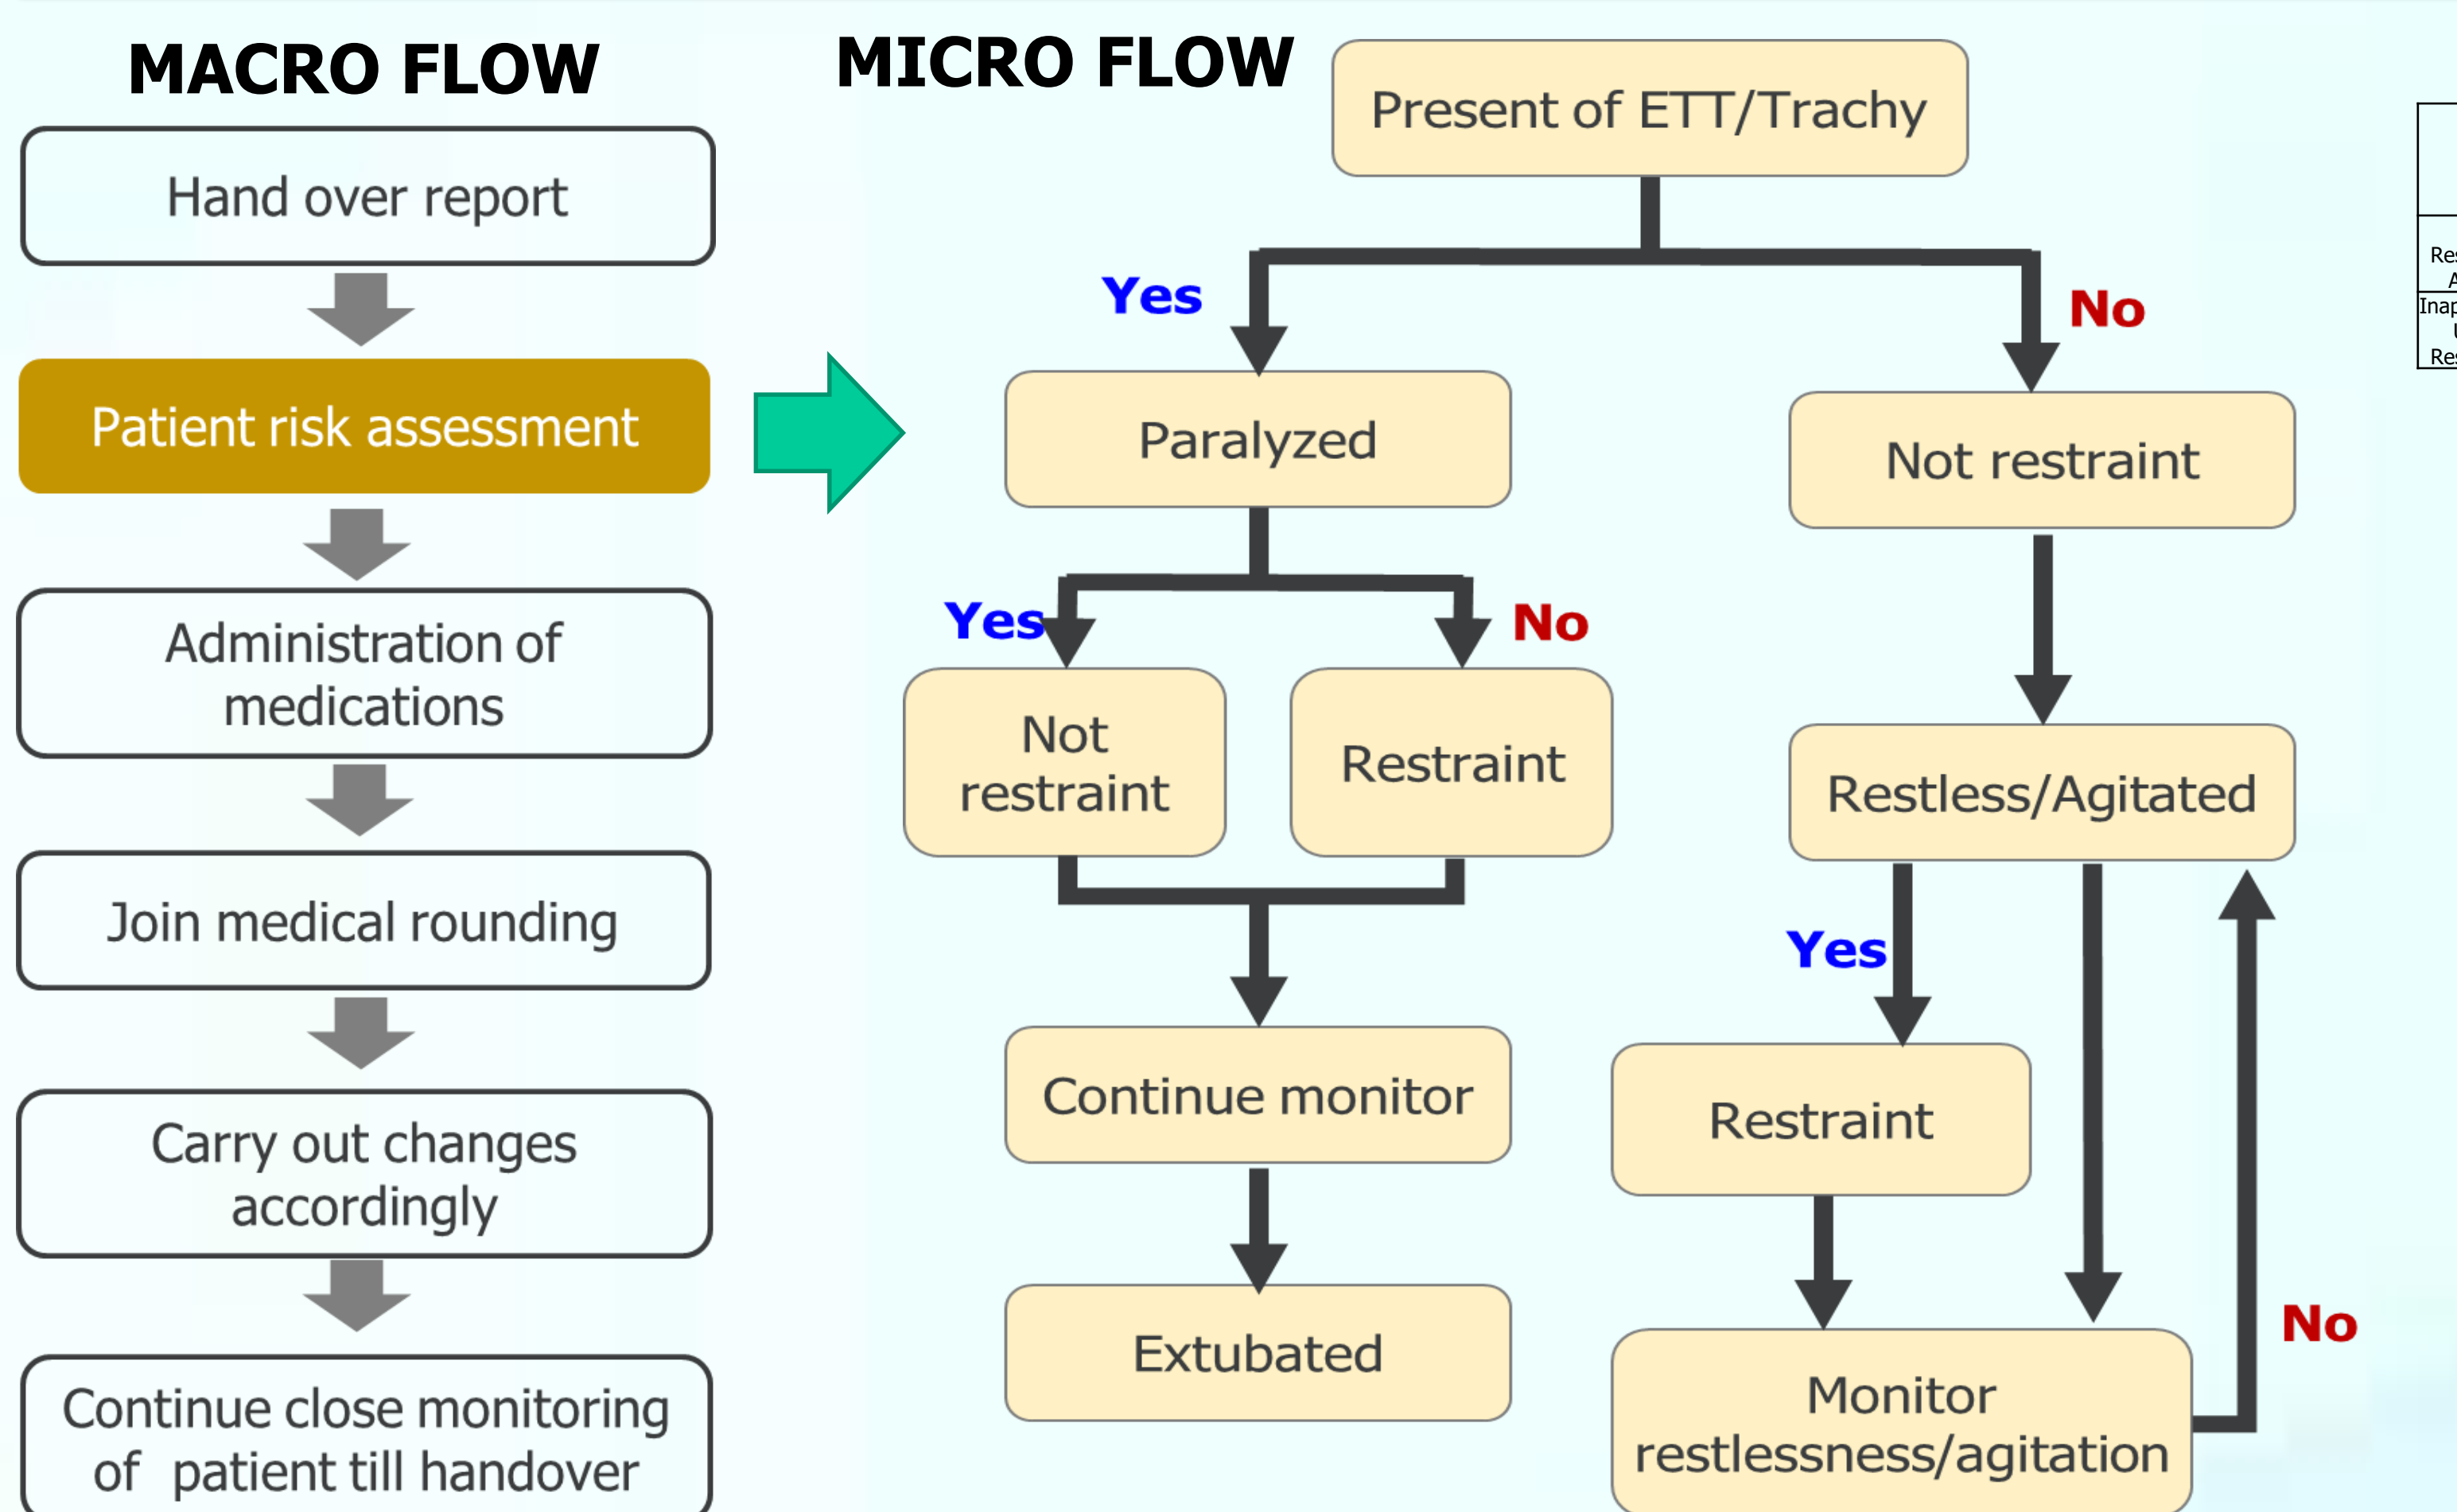 MACRO FLOW
Hand over report
Patient risk assessment
Administration of
medications
Join medical rounding
Carry out changes
accordingly
Continue close monitoring
of patient till handover
MICRO FLOW
Present of ETT/Trachy
Yes
No
Paralyzed
Not restraint
Yes
No
Not
restraint
Restraint
Restless/Agitated
Continue monitor
Extubated
Yes
Restraint
No
Monitor
restlessness/agitation